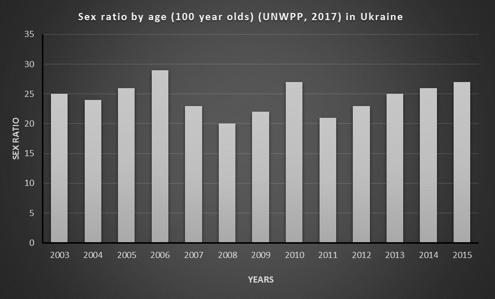 Sex ratio by age (100 year olds) (UNWPP, 2017) in Ukraine
35
30
25
20
15
10
5
0
SEX RATIO
2003 2004 2005 2006 2007 2008 2009 2010 2011 2012 2013 2014 2015
YEARS